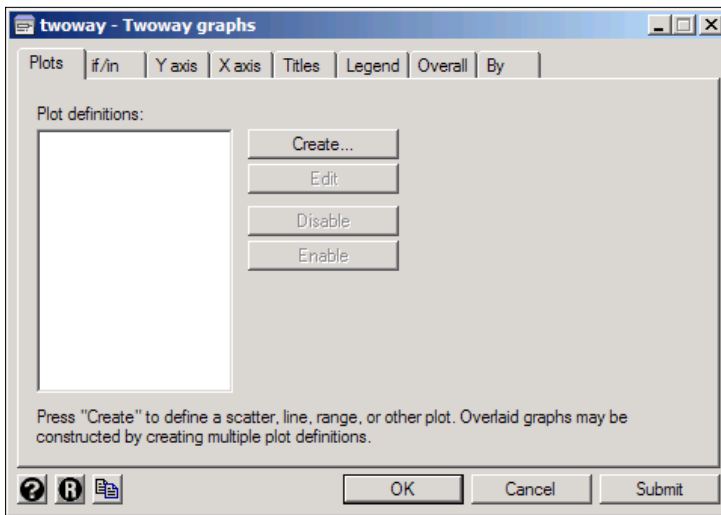 twoway - Twoway graphs
Plots if/in Y axis X axis Titles Legend Overall By
Plot definitions:
Create...
Edit
Disable
Enable
Press "Create" to define a scatter, line, range, or other plot. Overlaid graphs may be
constructed by creating multiple plot definitions.
? R OK Cancel Submit